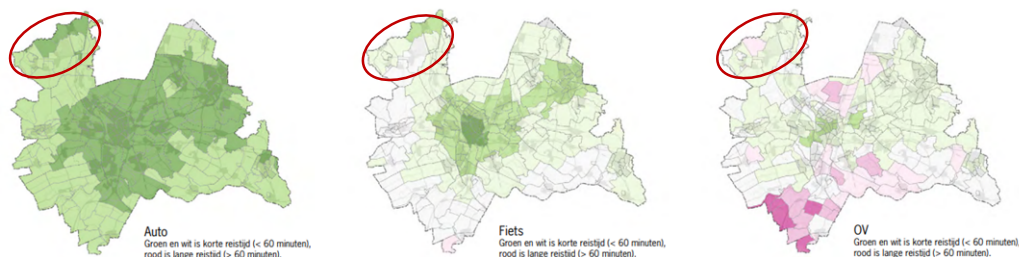 Auto
Groen en wit is korte reistijd (< 60 minuten),
rood is lange reistijd (> 60 minuten).
Fiets
Groen en wit is korte reistijd (< 60 minuten),
rood is lange reistijd (> 60 minuten).
OV
Groen en wit is korte reistijd (< 60 minuten),
rood is lange reistijd (> 60 minuten).